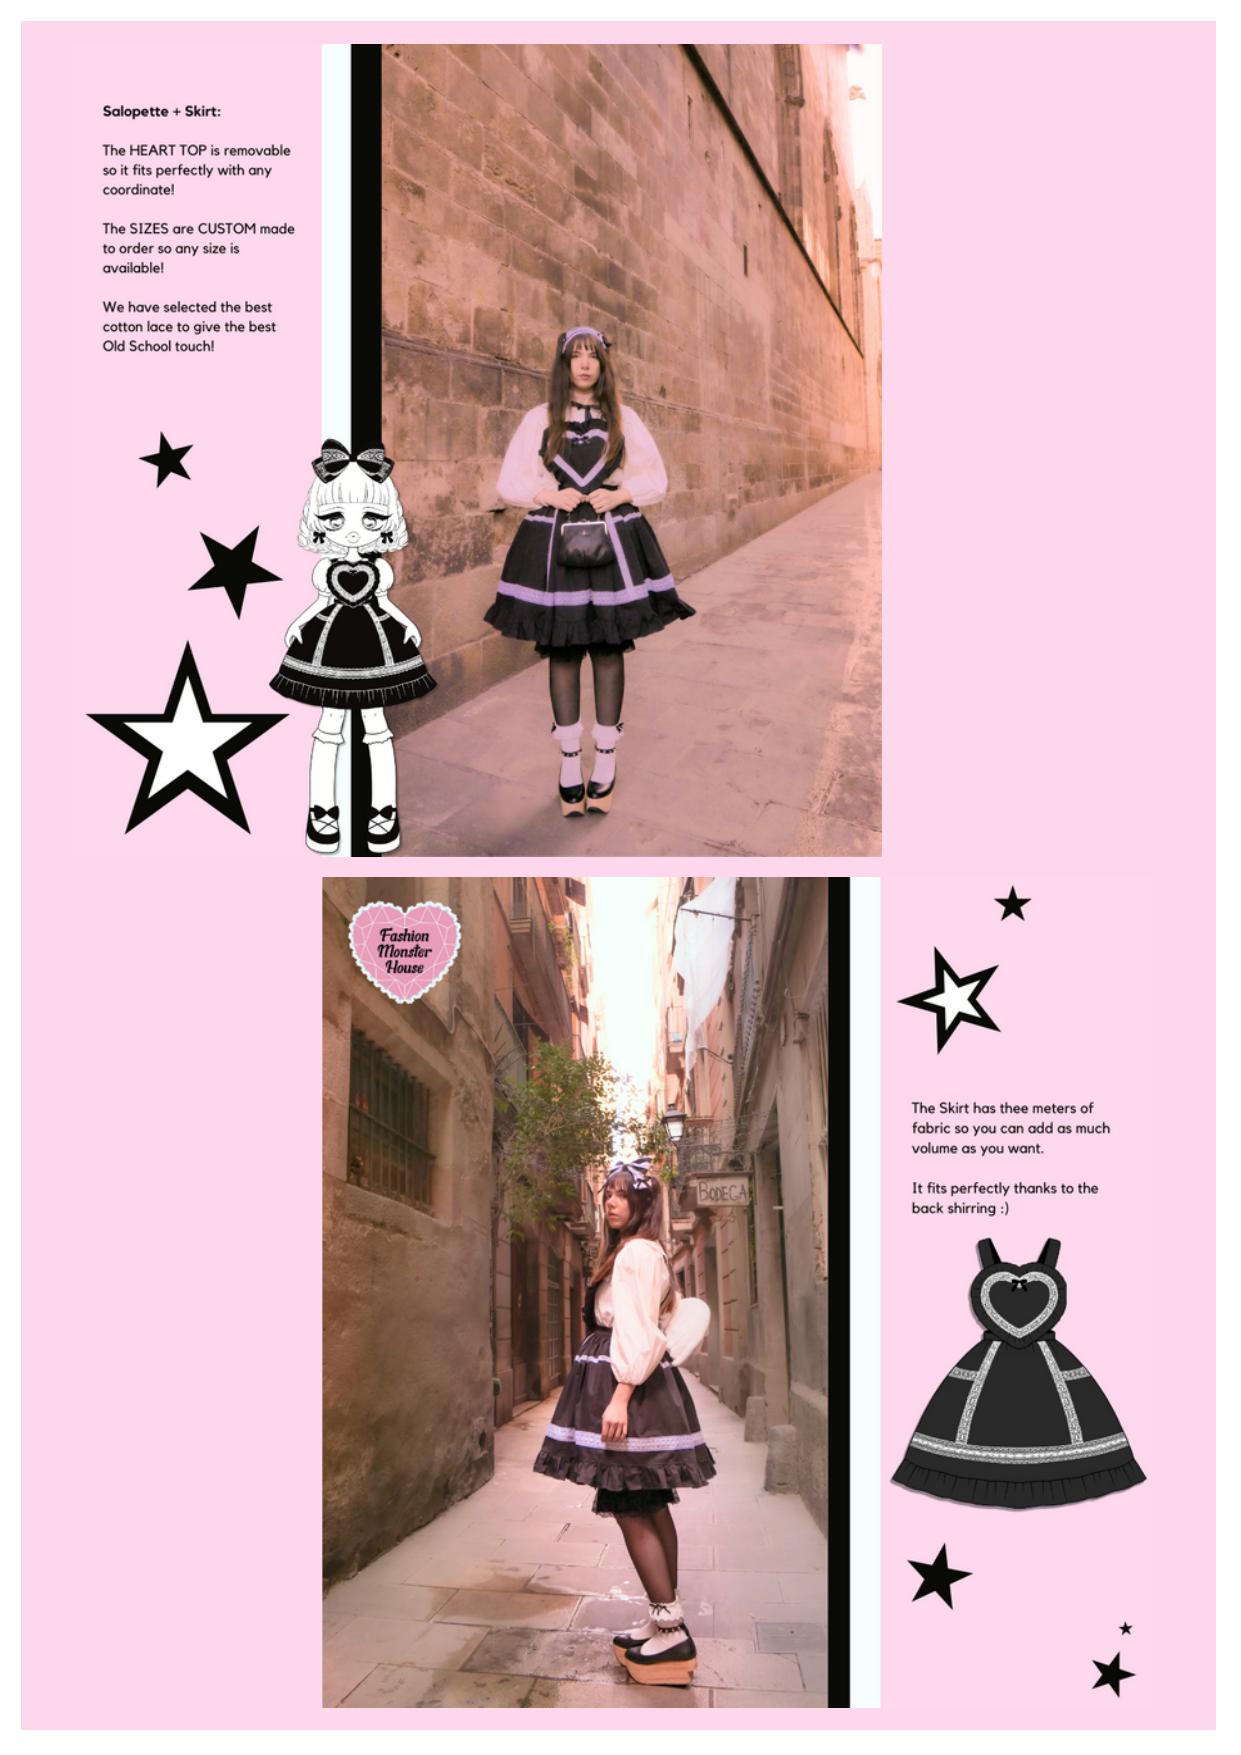 Salopette + Skirt:
The HEART TOP is removable
so it fits perfectly with any
coordinate!
The SIZES are CUSTOM made
to order so any size is
available!
We have selected the best
cotton lace to give the best
Old School touch!
Fashion
Monster
House
BODEGA
The Skirt has thee meters of
fabric so you can add as much
volume as you want.
It fits perfectly thanks to the
back shirring :)